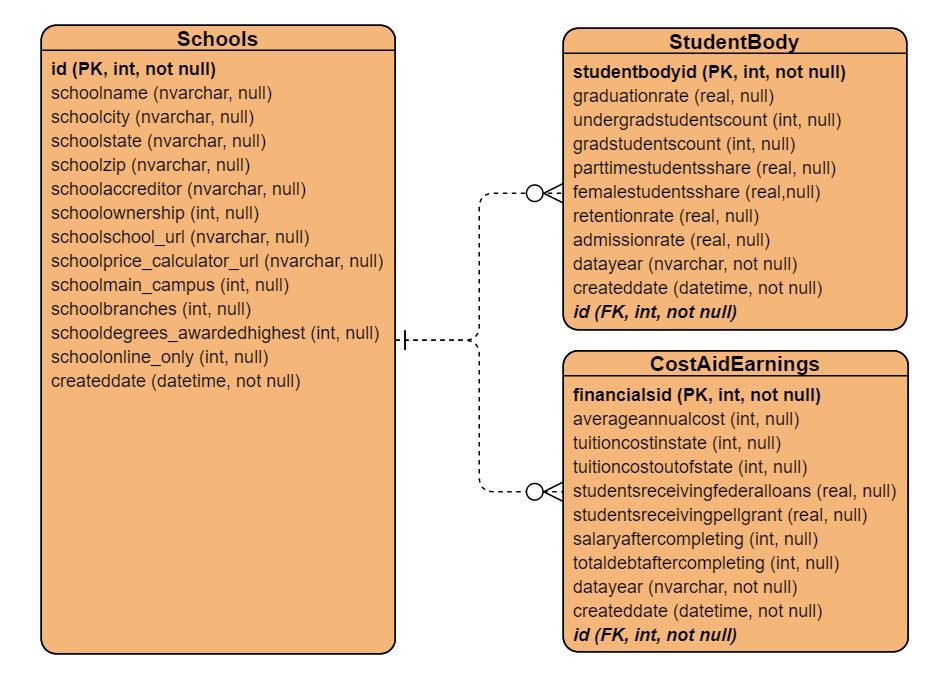 Schools
id (PK, int, not null)
schoolname (nvarchar, null)
schoolcity (nvarchar, null)
schoolstate (nvarchar, null)
schoolzip (nvarchar, null)
schoolaccreditor (nvarchar, null)
schoolownership (int, null)
schoolschool_url (nvarchar, null)
schoolprice_calculator_url (nvarchar, null)
schoolmain_campus (int, null)
schoolbranches (int, null)
schooldegrees_awardedhighest (int, null)
schoolonline_only (int, null)
createddate (datetime, not null)
StudentBody
studentbodyid (PK, int, not null)
graduationrate (real, null)
undergradstudentscount (int, null)
gradstudentscount (int, null)
parttimestudentsshare (real, null)
femalestudentsshare (real,null)
retentionrate (real, null)
admissionrate (real, null)
datayear (nvarchar, not null)
createddate (datetime, not null)
id (FK, int, not null)
CostAidEarnings
financialsid (PK, int, not null)
averageannualcost (int, null)
tuitioncostinstate (int, null)
tuitioncostoutofstate (int, null)
studentsreceivingfederalloans (real, null)
studentsreceivingpellgrant (real, null)
salaryaftercompleting (int, null)
totaldebtaftercompleting (int, null)
datayear (nvarchar, not null)
createddate (datetime, not null)
id (FK, int, not null)